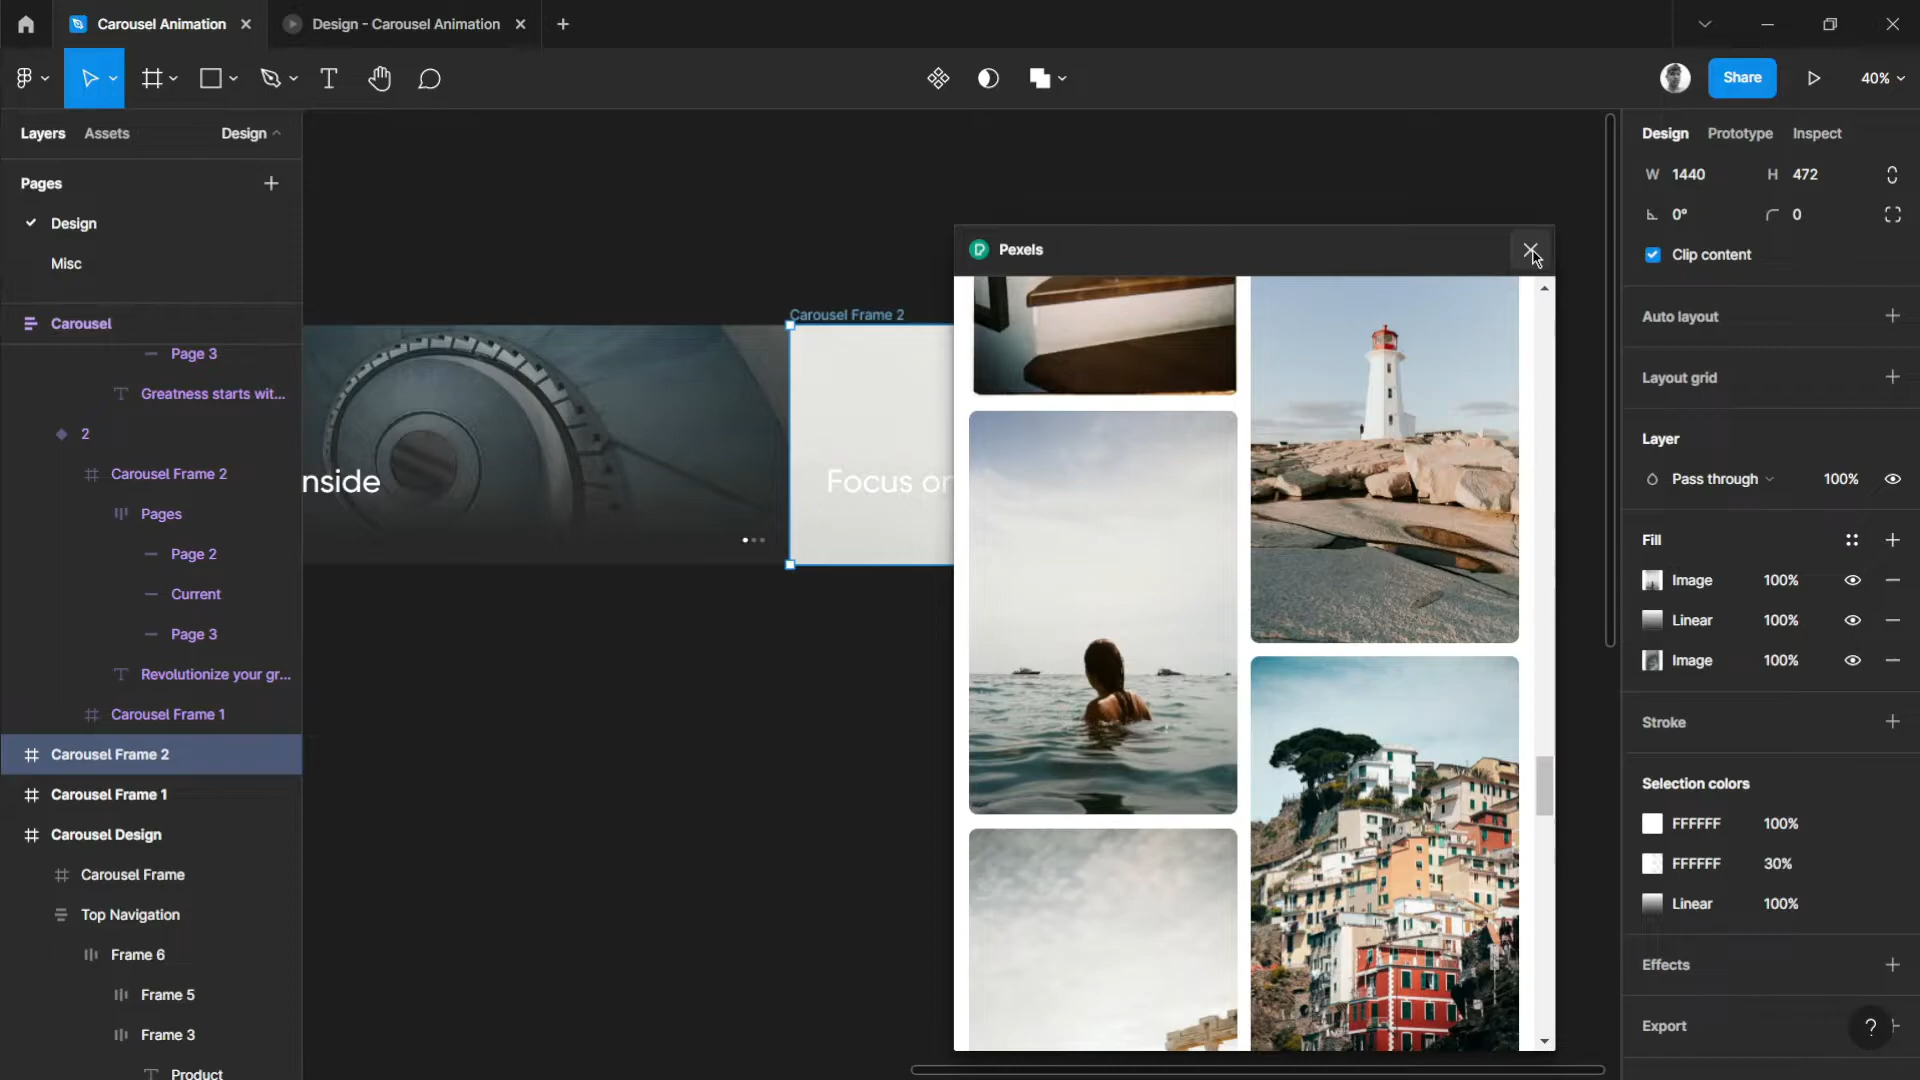 Carousel Animation
Design - Carousel Animation
Share
40%
Layers
Assets
Design
Pages
Design
Misc
Carousel
Page 3
Greatness starts wit...
2
Carousel Frame 2
Pages
Page 2
Current
Page 3
Revolutionize your gr...
Carousel Frame 1
Carousel Frame 2
Carousel Frame 1
Carousel Design
Carousel Frame
Top Navigation
Frame 6
Frame 5
Frame 3
Product
nside
Carousel Frame 2
Focus or
Pexels
Design
Prototype
Inspect
W 1440 H 472
0° 0
Clip content
Auto layout
Layout grid
Layer
Pass through 100%
Fill
Image 100%
Linear 100%
Image 100%
Stroke
Selection colors
FFFFFF 100%
FFFFFF 30%
Linear 100%
Effects
Export
?